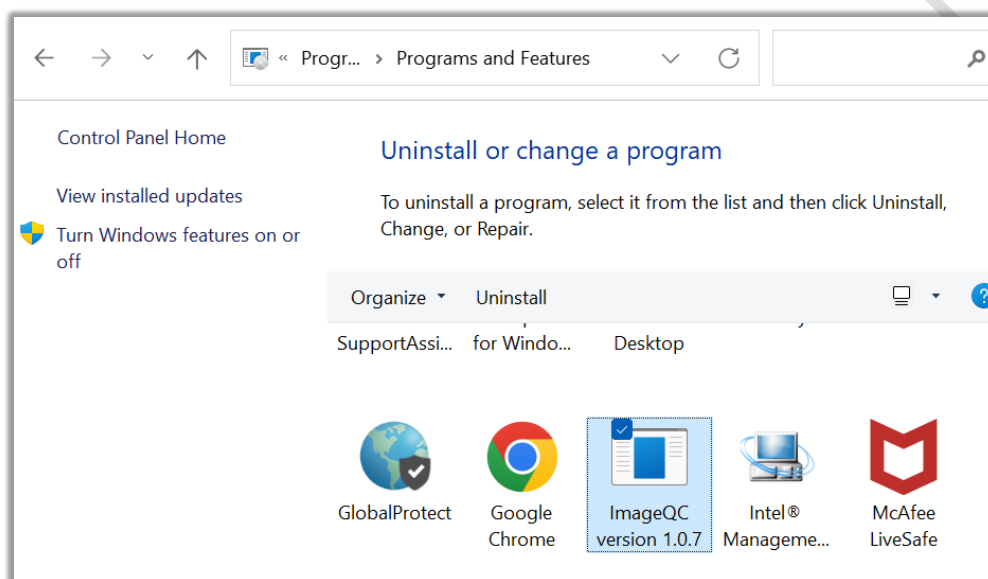 « Progr... › Programs and Features
Control Panel Home
Uninstall or change a program
View installed updates
To uninstall a program, select it from the list and then click Uninstall,
Turn Windows features on or
Change, or Repair.
off
Organize Uninstall
SupportAssi... for Windo... Desktop
GlobalProtect Google ImageQC Intel® McAfee
Chrome version 1.0.7 Manageme... LiveSafe